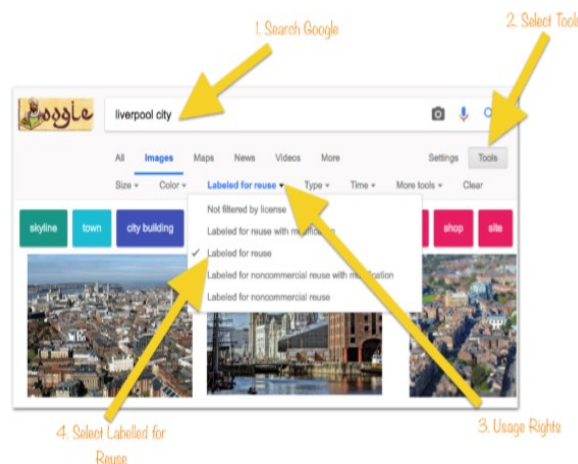 1. Search Google
2. Select Tools
Google
liverpool city
All Images Maps News Videos More Settings Tools
Size Color Labeled for reuse Type Time More tools Clear
Not filtered by license
Labeled for reuse with modification
Labeled for reuse
Labeled for noncommercial reuse with modification
Labeled for noncommercial reuse
skyline town city building shop site
4. Select Labelled for
Reuse
3. Usage Rights